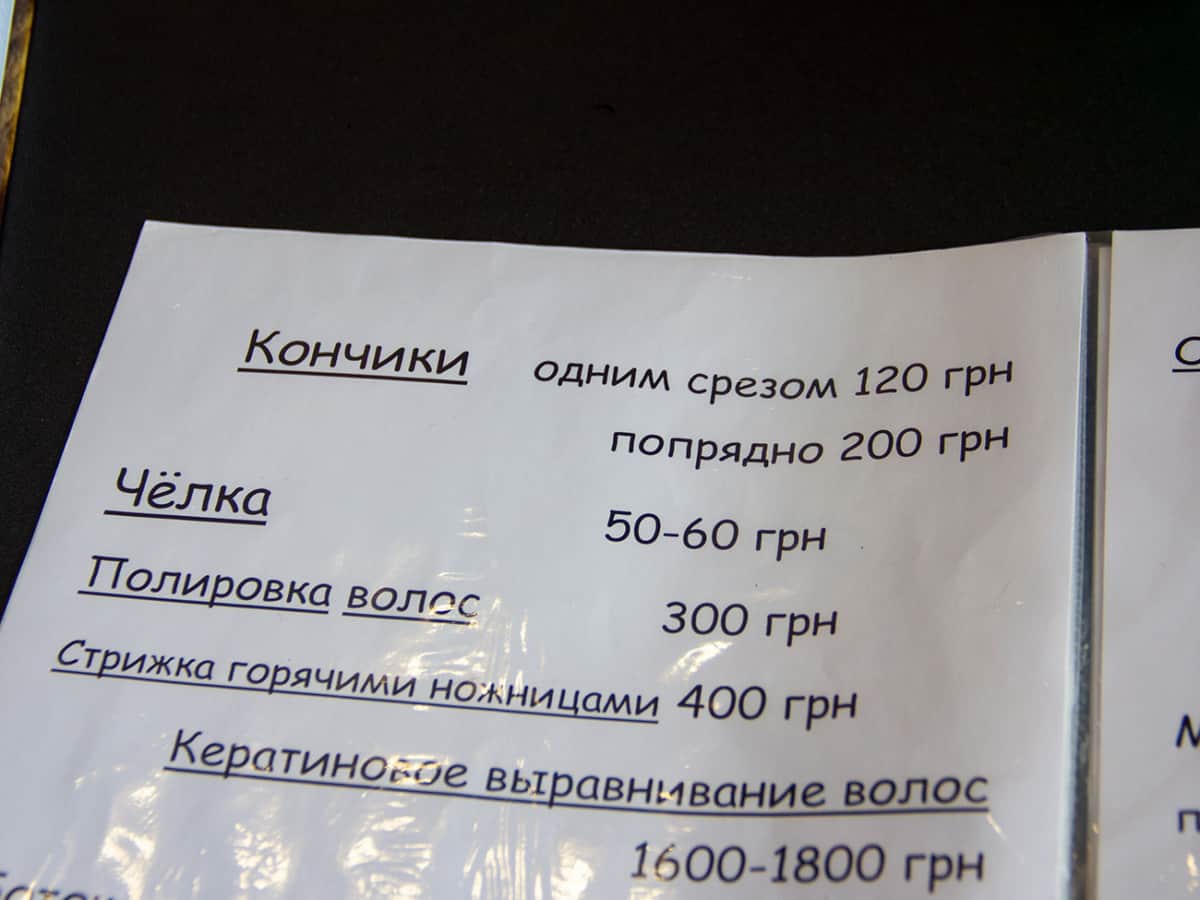 Кончики одним срезом 120 грн
попрядно 200 грн
Чёлка 50-60 грн
Полировка волос 300 грн
Стрижка горячими ножницами 400 грн
Кератиновое выравнивание волос
1600-1800 грн